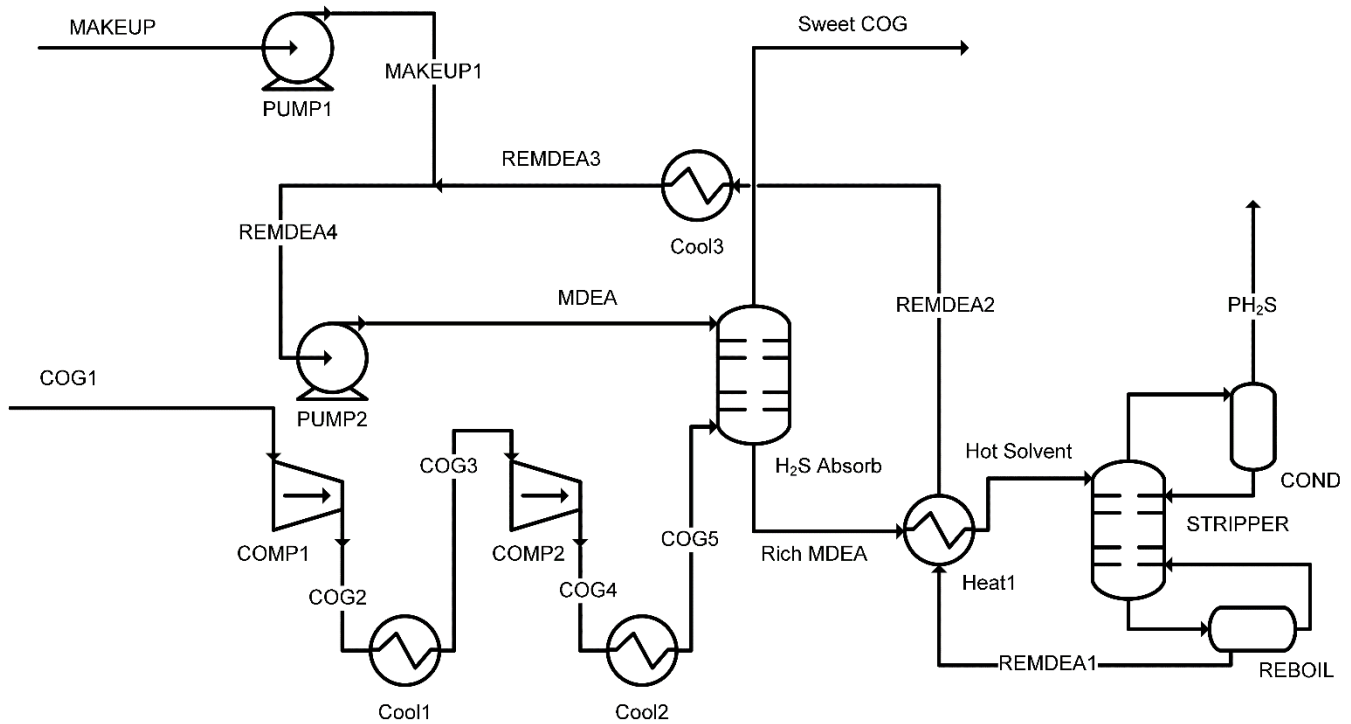 MAKEUP
Sweet COG
MAKEUP1
PUMP1
REMDEA3
REMDEA4
Cool3
MDEA
REMDEA2
PH₂S
COG1
PUMP2
COG3
H₂S Absorb
Hot Solvent
COND
STRIPPER
COMP1
COMP2
COG5
Rich MDEA
Heat1
COG2
COG4
REMDEA1
REBOIL
Cool1
Cool2